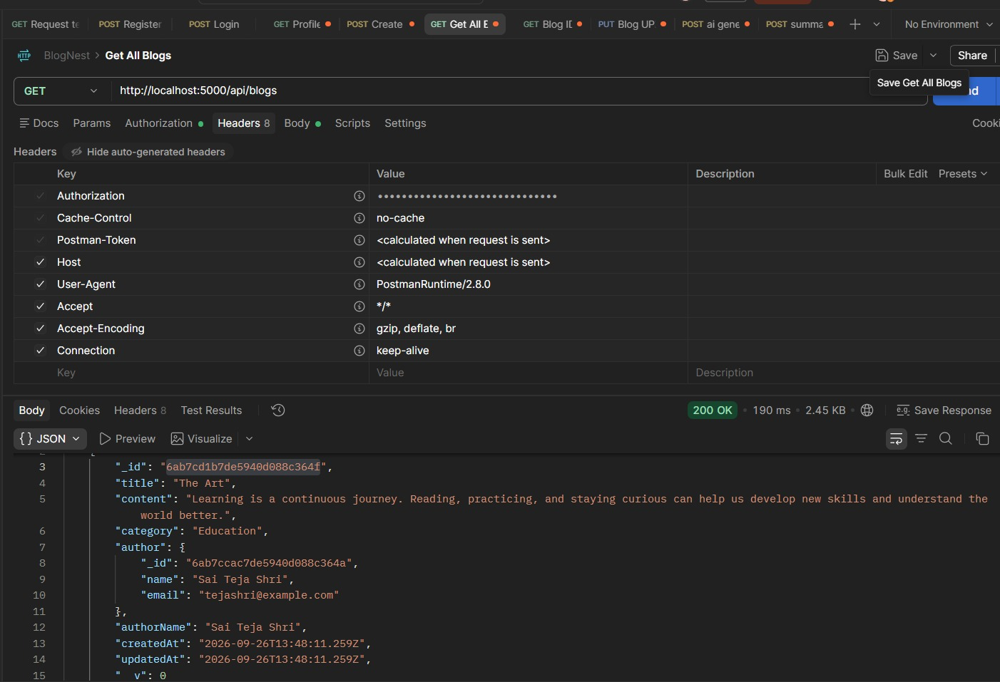 GET Request te POST Register POST Login GET Profile POST Create GET Get All B GET Blog ID PUT Blog UP POST ai gene POST summa No Environment
BlogNest > Get All Blogs Save Share
GET http://localhost:5000/api/blogs Save Get All Blogs nd
Docs Params Authorization Headers 8 Body Scripts Settings Cooki
Headers Hide auto-generated headers
Key Value Description Bulk Edit Presets
Authorization ••••••••••••••••••••••••••••••
Cache-Control no-cache
Postman-Token <calculated when request is sent>
Host <calculated when request is sent>
User-Agent PostmanRuntime/2.8.0
Accept */*
Accept-Encoding gzip, deflate, br
Connection keep-alive
Key Value Description
Body Cookies Headers 8 Test Results 200 OK • 190 ms • 2.45 KB • e.g. Save Response
{} JSON Preview Visualize
3 "_id": "6ab7cd1b7de5940d088c364f",
4 "title": "The Art",
5 "content": "Learning is a continuous journey. Reading, practicing, and staying curious can help us develop new skills and understand the
world better.",
6 "category": "Education",
7 "author": {
8 "_id": "6ab7ccac7de5940d088c364a",
9 "name": "Sai Teja Shri",
10 "email": "tejashri@example.com"
11 },
12 "authorName": "Sai Teja Shri",
13 "createdAt": "2026-09-26T13:48:11.259Z",
14 "updatedAt": "2026-09-26T13:48:11.259Z",
15 "__v": 0